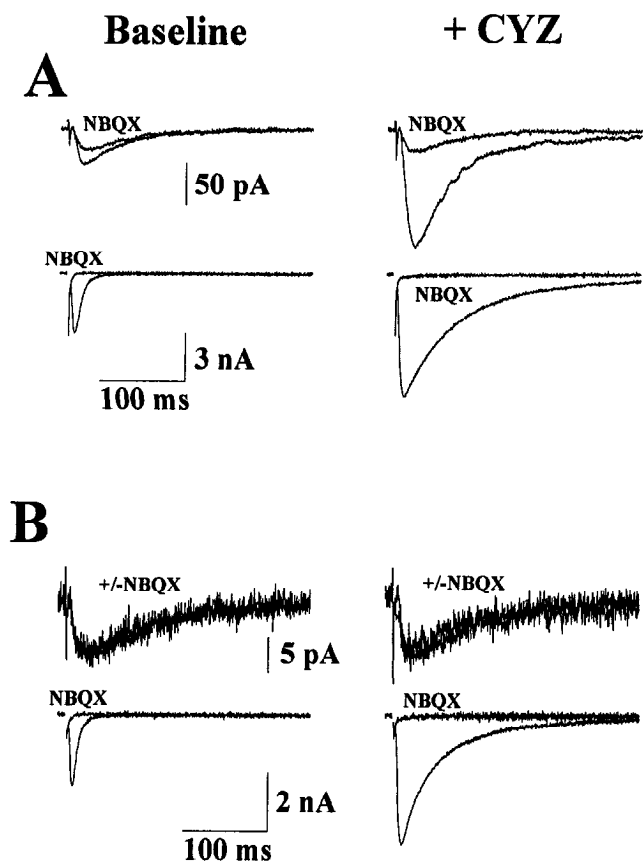 Baseline
+ CYZ
A
NBQX
NBQX
50 pA
NBQX
NBQX
3 nA
100 ms
B
+/-NBQX
+/-NBQX
5 pA
NBQX
NBQX
2 nA
100 ms